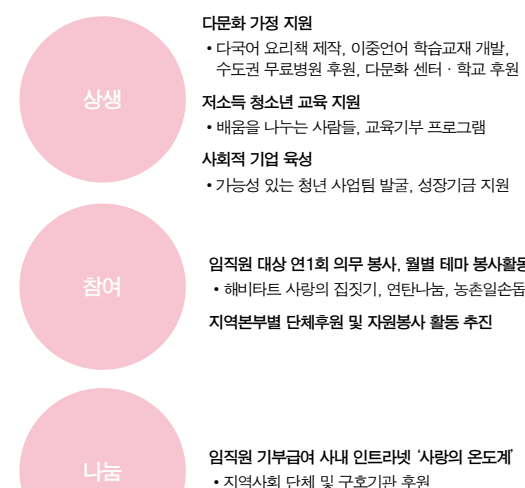 상생
다문화 가정 지원
• 다국어 요리책 제작, 이중언어 학습교재 개발,
수도권 무료병원 후원, 다문화 센터 · 학교 후원
저소득 청소년 교육 지원
• 배움을 나누는 사람들, 교육기부 프로그램
사회적 기업 육성
• 가능성 있는 청년 사업팀 발굴, 성장기금 지원
참여
임직원 대상 연1회 의무 봉사, 월별 테마 봉사활동
• 해비타트 사랑의 집짓기, 연탄나눔, 농촌일손돕
지역본부별 단체후원 및 자원봉사 활동 추진
나눔
임직원 기부급여 사내 인트라넷 ‘사랑의 온도계’
• 지역사회 단체 및 구호기관 후원